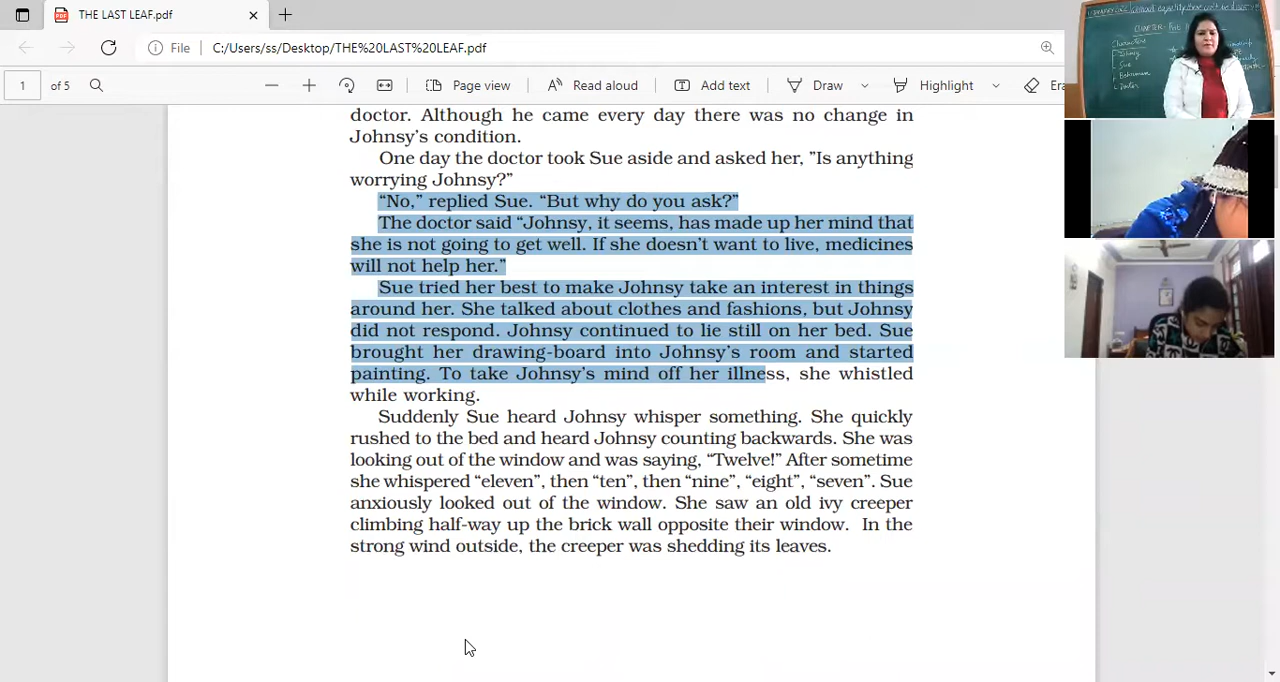 THE LAST LEAF.pdf
File C:/Users/ss/Desktop/THE%20LAST%20LEAF.pdf
1 of 5 Page view Read aloud Add text Draw Highlight Era
doctor. Although he came every day there was no change in
Johnsy's condition.
One day the doctor took Sue aside and asked her, "Is anything
worrying Johnsy?"
"No," replied Sue. "But why do you ask?"
The doctor said "Johnsy, it seems, has made up her mind that
she is not going to get well. If she doesn't want to live, medicines
will not help her."
Sue tried her best to make Johnsy take an interest in things
around her. She talked about clothes and fashions, but Johnsy
did not respond. Johnsy continued to lie still on her bed. Sue
brought her drawing-board into Johnsy's room and started
painting. To take Johnsy's mind off her illness, she whistled
while working.
Suddenly Sue heard Johnsy whisper something. She quickly
rushed to the bed and heard Johnsy counting backwards. She was
looking out of the window and was saying, "Twelve!" After sometime
she whispered "eleven", then "ten", then "nine", "eight", "seven". Sue
anxiously looked out of the window. She saw an old ivy creeper
climbing half-way up the brick wall opposite their window. In the
strong wind outside, the creeper was shedding its leaves.
Characters
Sue